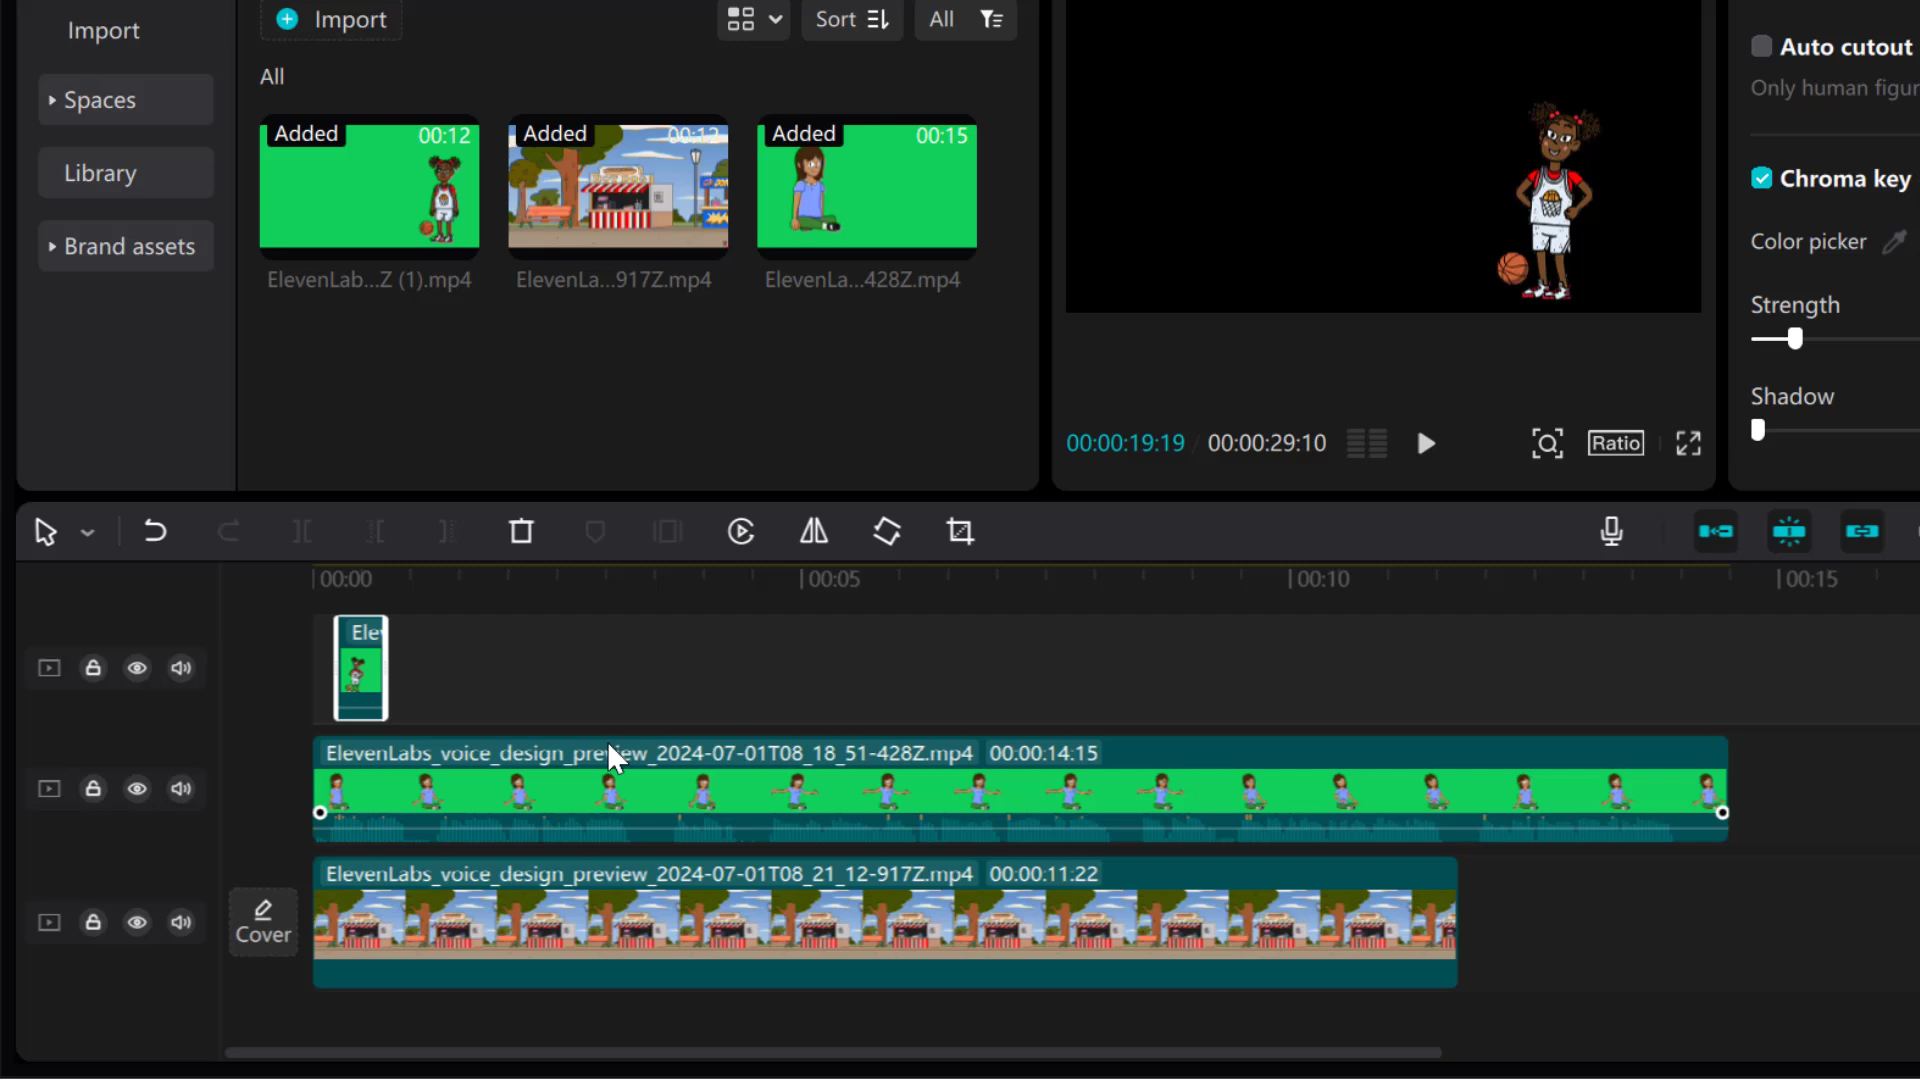 Import
Spaces
Library
Brand assets
Import
Sort
All
All
Added 00:12
Added 00:12
Added 00:15
ElevenLab...Z (1).mp4
ElevenLa...917Z.mp4
ElevenLa...428Z.mp4
00:00:19:19 / 00:00:29:10
Ratio
Auto cutout
Only human figur
Chroma key
Color picker
Strength
Shadow
00:00
00:05
00:10
00:15
Ele
ElevenLabs_voice_design_preview_2024-07-01T08_18_51-428Z.mp4 00:00:14:15
ElevenLabs_voice_design_preview_2024-07-01T08_21_12-917Z.mp4 00:00:11:22
Cover